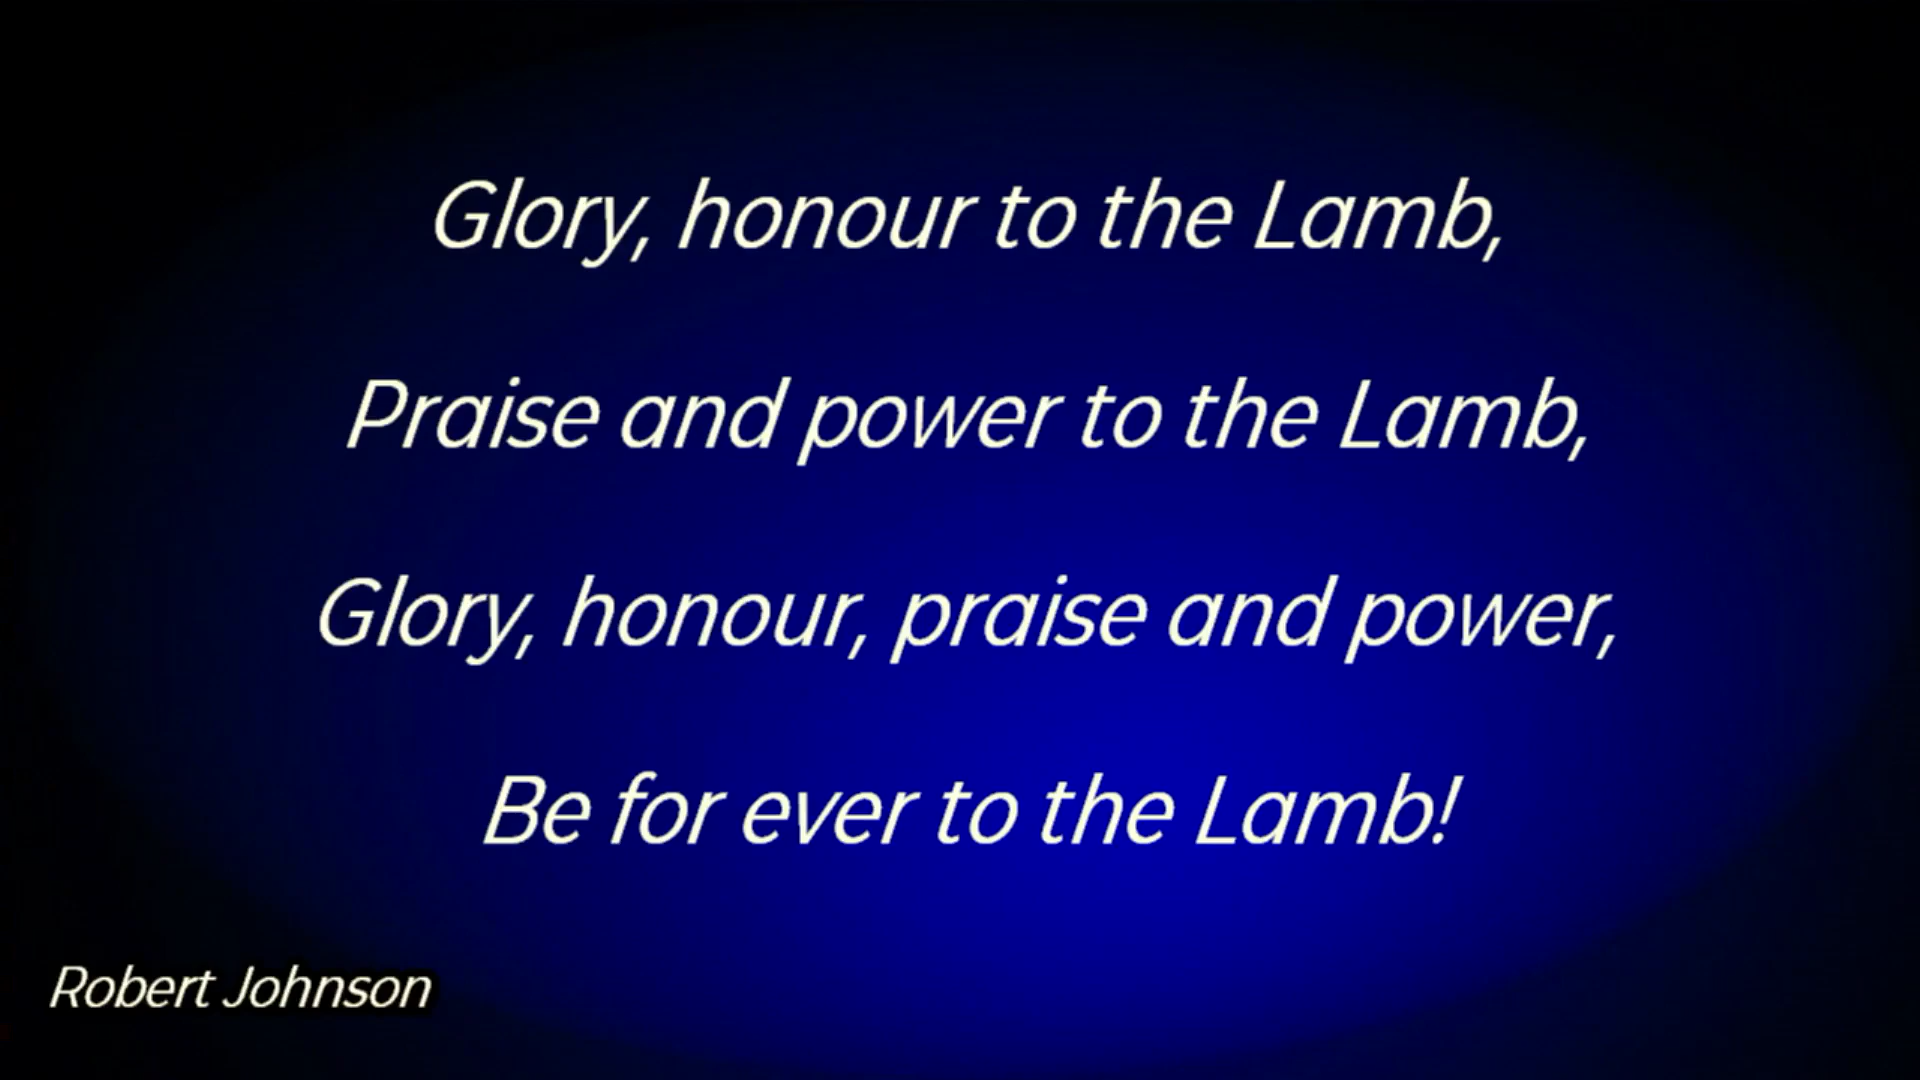 Glory, honour to the Lamb,
Praise and power to the Lamb,
Glory, honour, praise and power,
Be for ever to the Lamb!
Robert Johnson